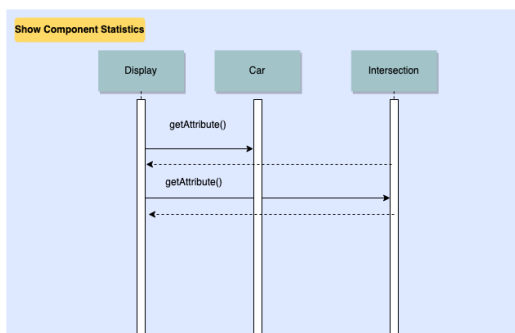 Show Component Statistics
Display
Car
Intersection
getAttribute()
getAttribute()